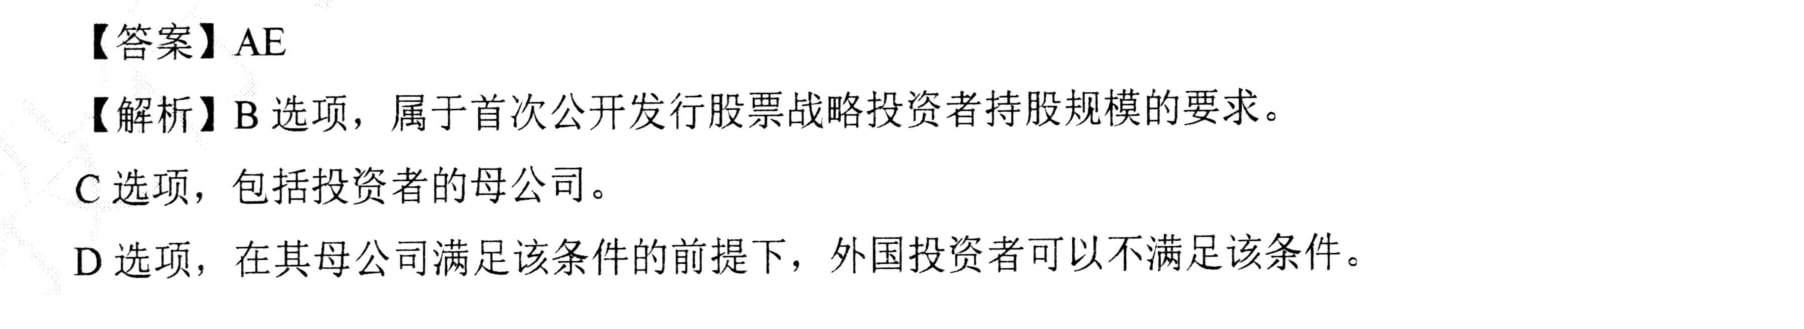 【答案】AE
【解析】B 选项，属于首次公开发行股票战略投资者持股规模的要求。
C 选项，包括投资者的母公司。
D 选项，在其母公司满足该条件的前提下，外国投资者可以不满足该条件。